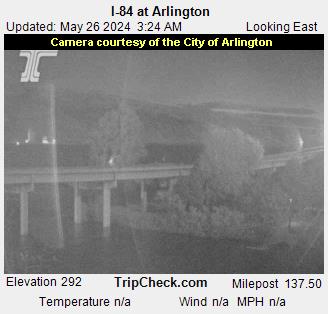 I-84 at Arlington
Updated: May 26 2024 3:24 AM Looking East
Camera courtesy of the City of Arlington
Elevation 292 TripCheck.com Milepost 137.50
Temperature n/a Wind n/a MPH n/a